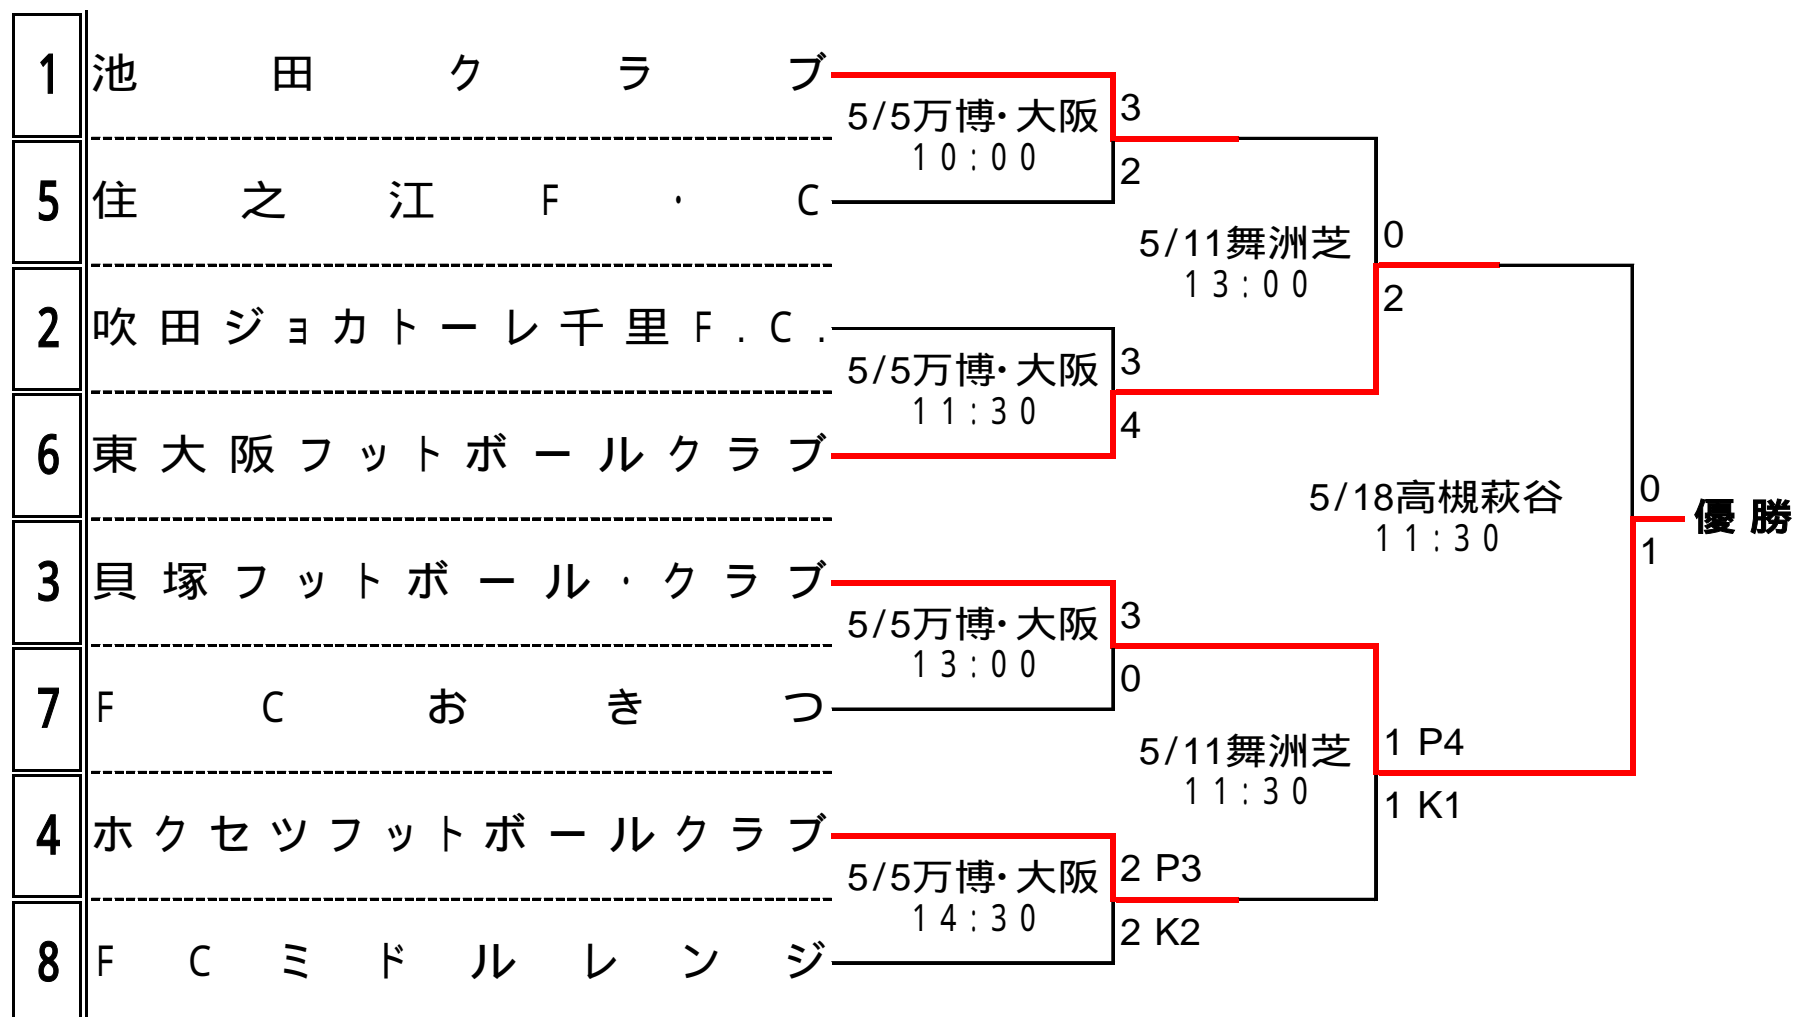 1 池田クラブ
5/5万博・大阪 3
10:00
2
5 住之江F・C
5/11舞洲芝 0
13:00
2
2 吹田ジョカトーレ千里F.C.
5/5万博・大阪 3
11:30
4
6 東大阪フットボールクラブ
5/18高槻萩谷 0
優勝
11:30
1
3 貝塚フットボール・クラブ
5/5万博・大阪 3
13:00
0
7 FCおきつ
5/11舞洲芝 1 P4
11:30
1 K1
4 ホクセツフットボールクラブ
5/5万博・大阪 2 P3
14:30
2 K2
8 FCミドルレンジ